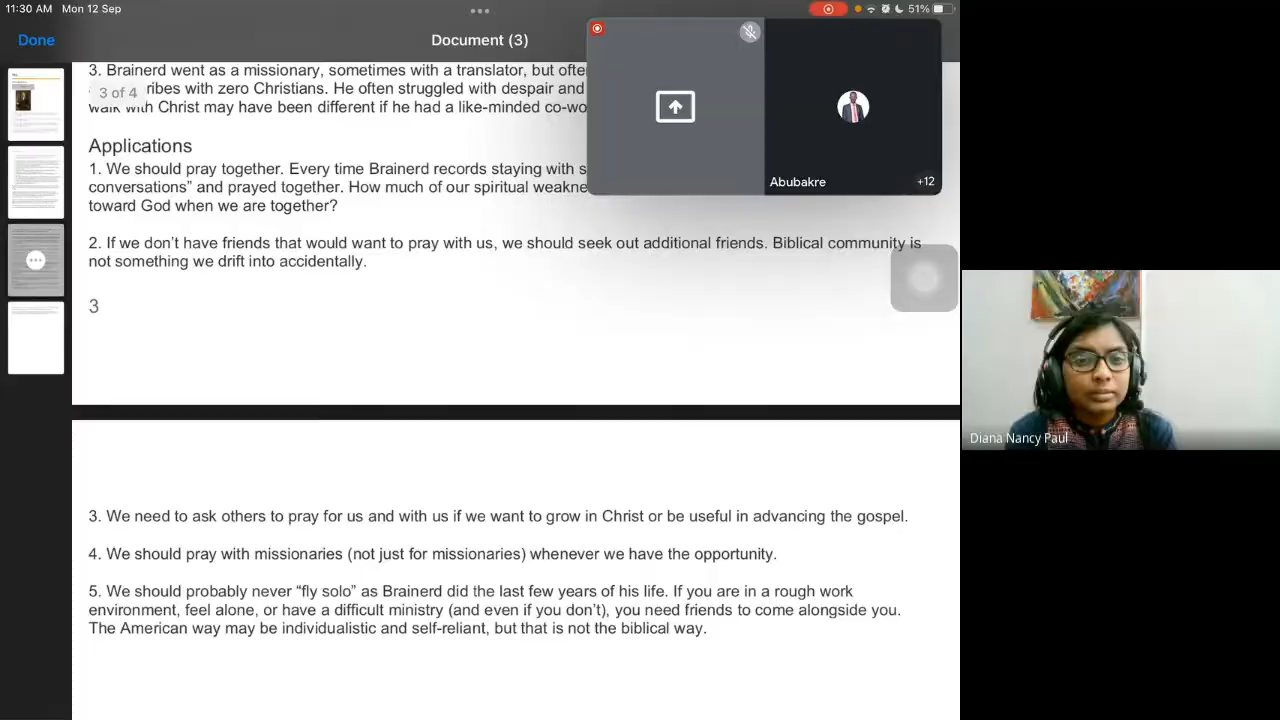 11:30 AM Mon 12 Sep
51%
Done
Document (3)
3. Brainerd went as a missionary, sometimes with a translator, but
3 of 4
ribes with zero Christians. He often struggled with despair and
walk with Christ may have been different if he had a like-minded
Applications
1. We should pray together. Every time Brainerd records staying with
conversations” and prayed together. How much of our spiritual
toward God when we are together?
2. If we don’t have friends that would want to pray with us, we should seek out additional friends. Biblical community is
not something we drift into accidentally.
3
3. We need to ask others to pray for us and with us if we want to grow in Christ or be useful in advancing the gospel.
4. We should pray with missionaries (not just for missionaries) whenever we have the opportunity.
5. We should probably never “fly solo” as Brainerd did the last few years of his life. If you are in a rough work
environment, feel alone, or have a difficult ministry (and even if you don’t), you need friends to come alongside you.
The American way may be individualistic and self-reliant, but that is not the biblical way.
Abubakre
+12
Diana Nancy Paul